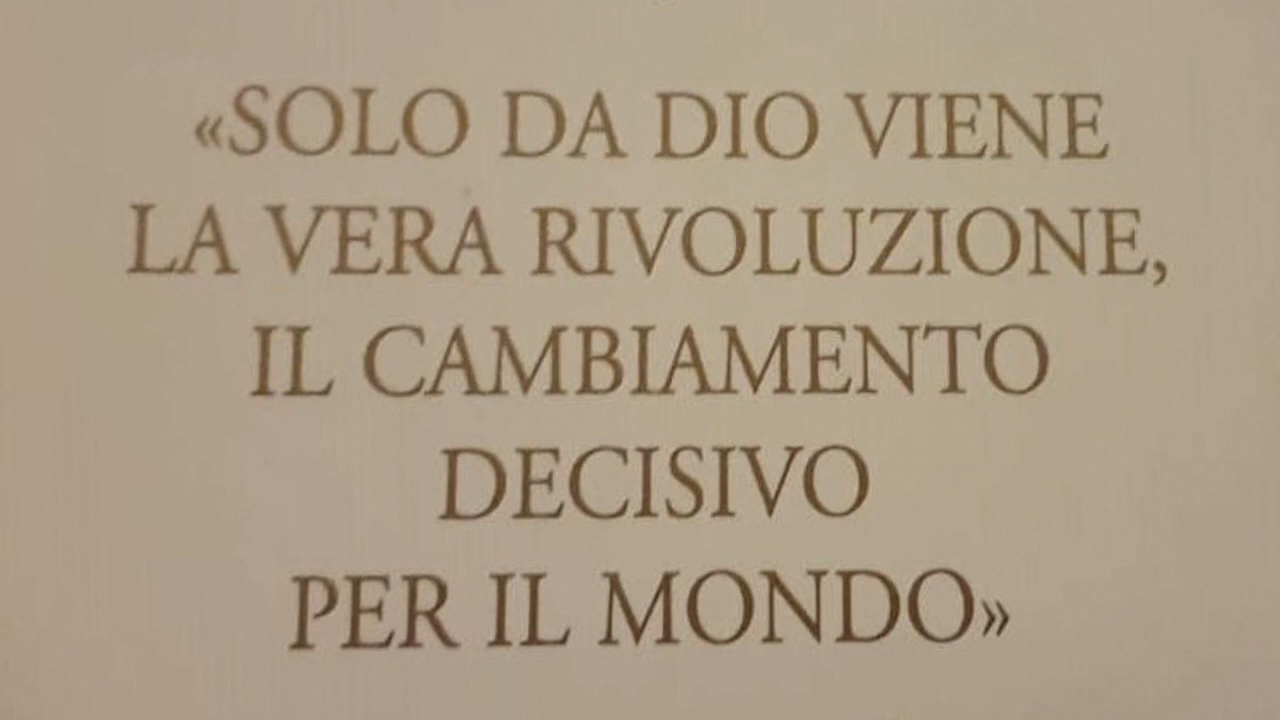 «SOLO DA DIO VIENE
LA VERA RIVOLUZIONE,
IL CAMBIAMENTO
DECISIVO
PER IL MONDO»